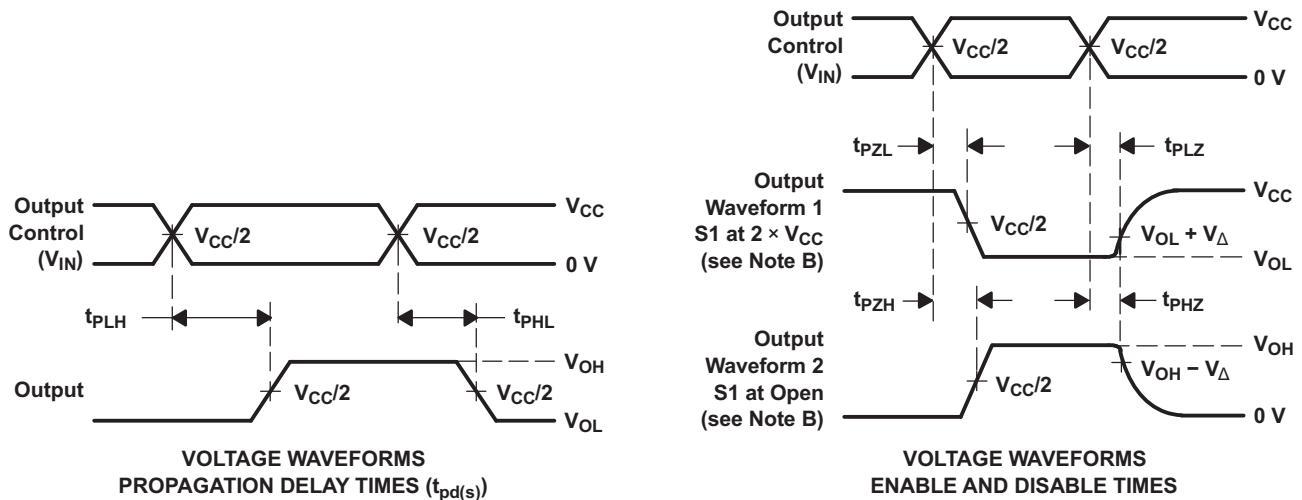 Output
Control
(V_IN)
V_CC/2
V_CC/2
V_CC
0 V
t_PLH
t_PHL
Output
V_CC/2
V_CC/2
V_OH
V_OL
VOLTAGE WAVEFORMS
PROPAGATION DELAY TIMES (t_pd(s))
Output
Control
(V_IN)
V_CC/2
V_CC/2
V_CC
0 V
t_PZL
t_PLZ
Output
Waveform 1
S1 at 2 × V_CC
(see Note B)
V_CC/2
V_CC
V_OL + V_Δ
V_OL
t_PZH
t_PHZ
Output
Waveform 2
S1 at Open
(see Note B)
V_CC/2
V_OH
V_OH − V_Δ
0 V
VOLTAGE WAVEFORMS
ENABLE AND DISABLE TIMES